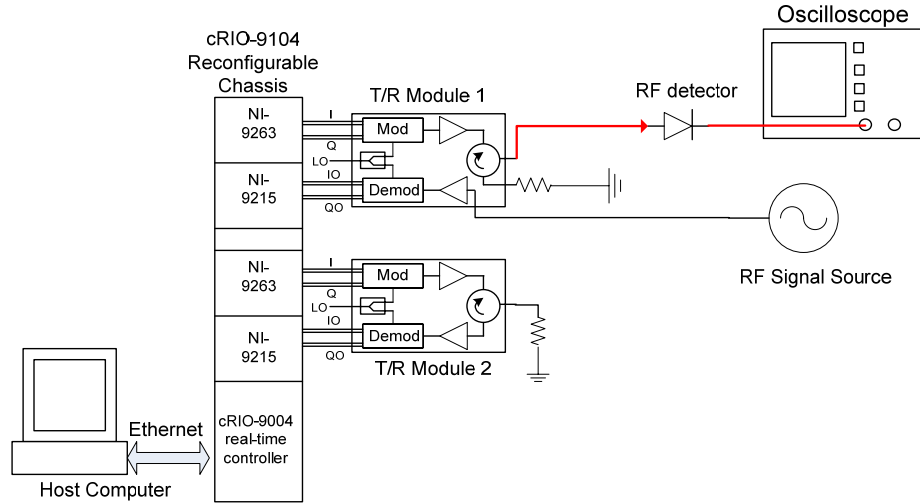 Oscilloscope
cRIO-9104
Reconfigurable
Chassis
T/R Module 1
RF detector
NI-
9263
I
Q
Mod
LO
IO
QO
Demod
NI-
9215
RF Signal Source
NI-
9263
I
Q
Mod
LO
IO
QO
Demod
NI-
9215
T/R Module 2
cRIO-9004
real-time
controller
Ethernet
Host Computer